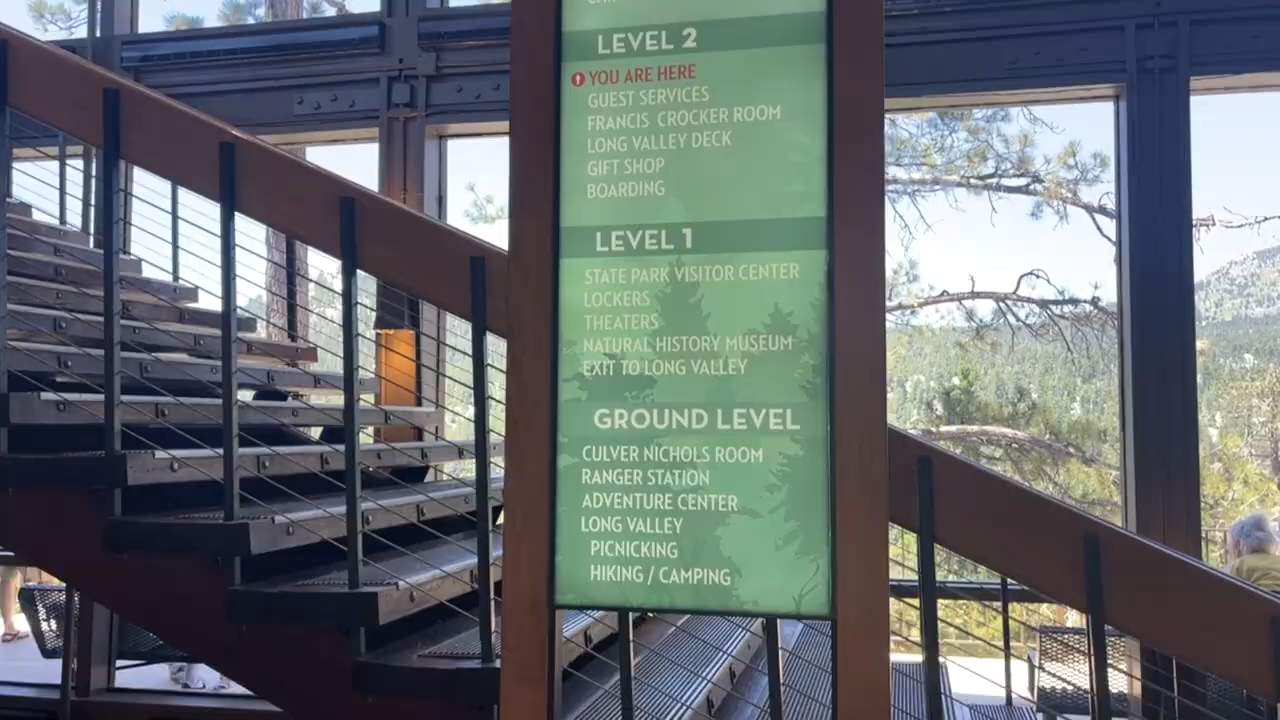 LEVEL 2
YOU ARE HERE
GUEST SERVICES
FRANCIS CROCKER ROOM
LONG VALLEY DECK
GIFT SHOP
BOARDING
LEVEL 1
STATE PARK VISITOR CENTER
LOCKERS
THEATERS
NATURAL HISTORY MUSEUM
EXIT TO LONG VALLEY
GROUND LEVEL
CULVER NICHOLS ROOM
RANGER STATION
ADVENTURE CENTER
LONG VALLEY
PICNICKING
HIKING / CAMPING